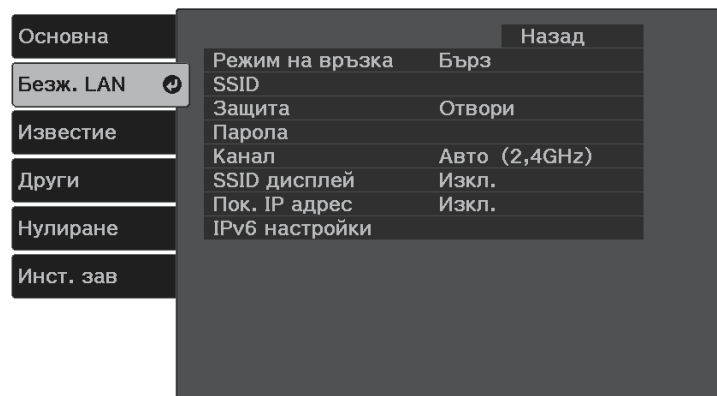 Основна
Безж. LAN
Известие
Други
Нулиране
Инст. зав
Назад
Режим на връзка Бърз
SSID
Защита Отвори
Парола
Канал Авто (2,4GHz)
SSID дисплей Изкл.
Пок. IP адрес Изкл.
IPv6 настройки